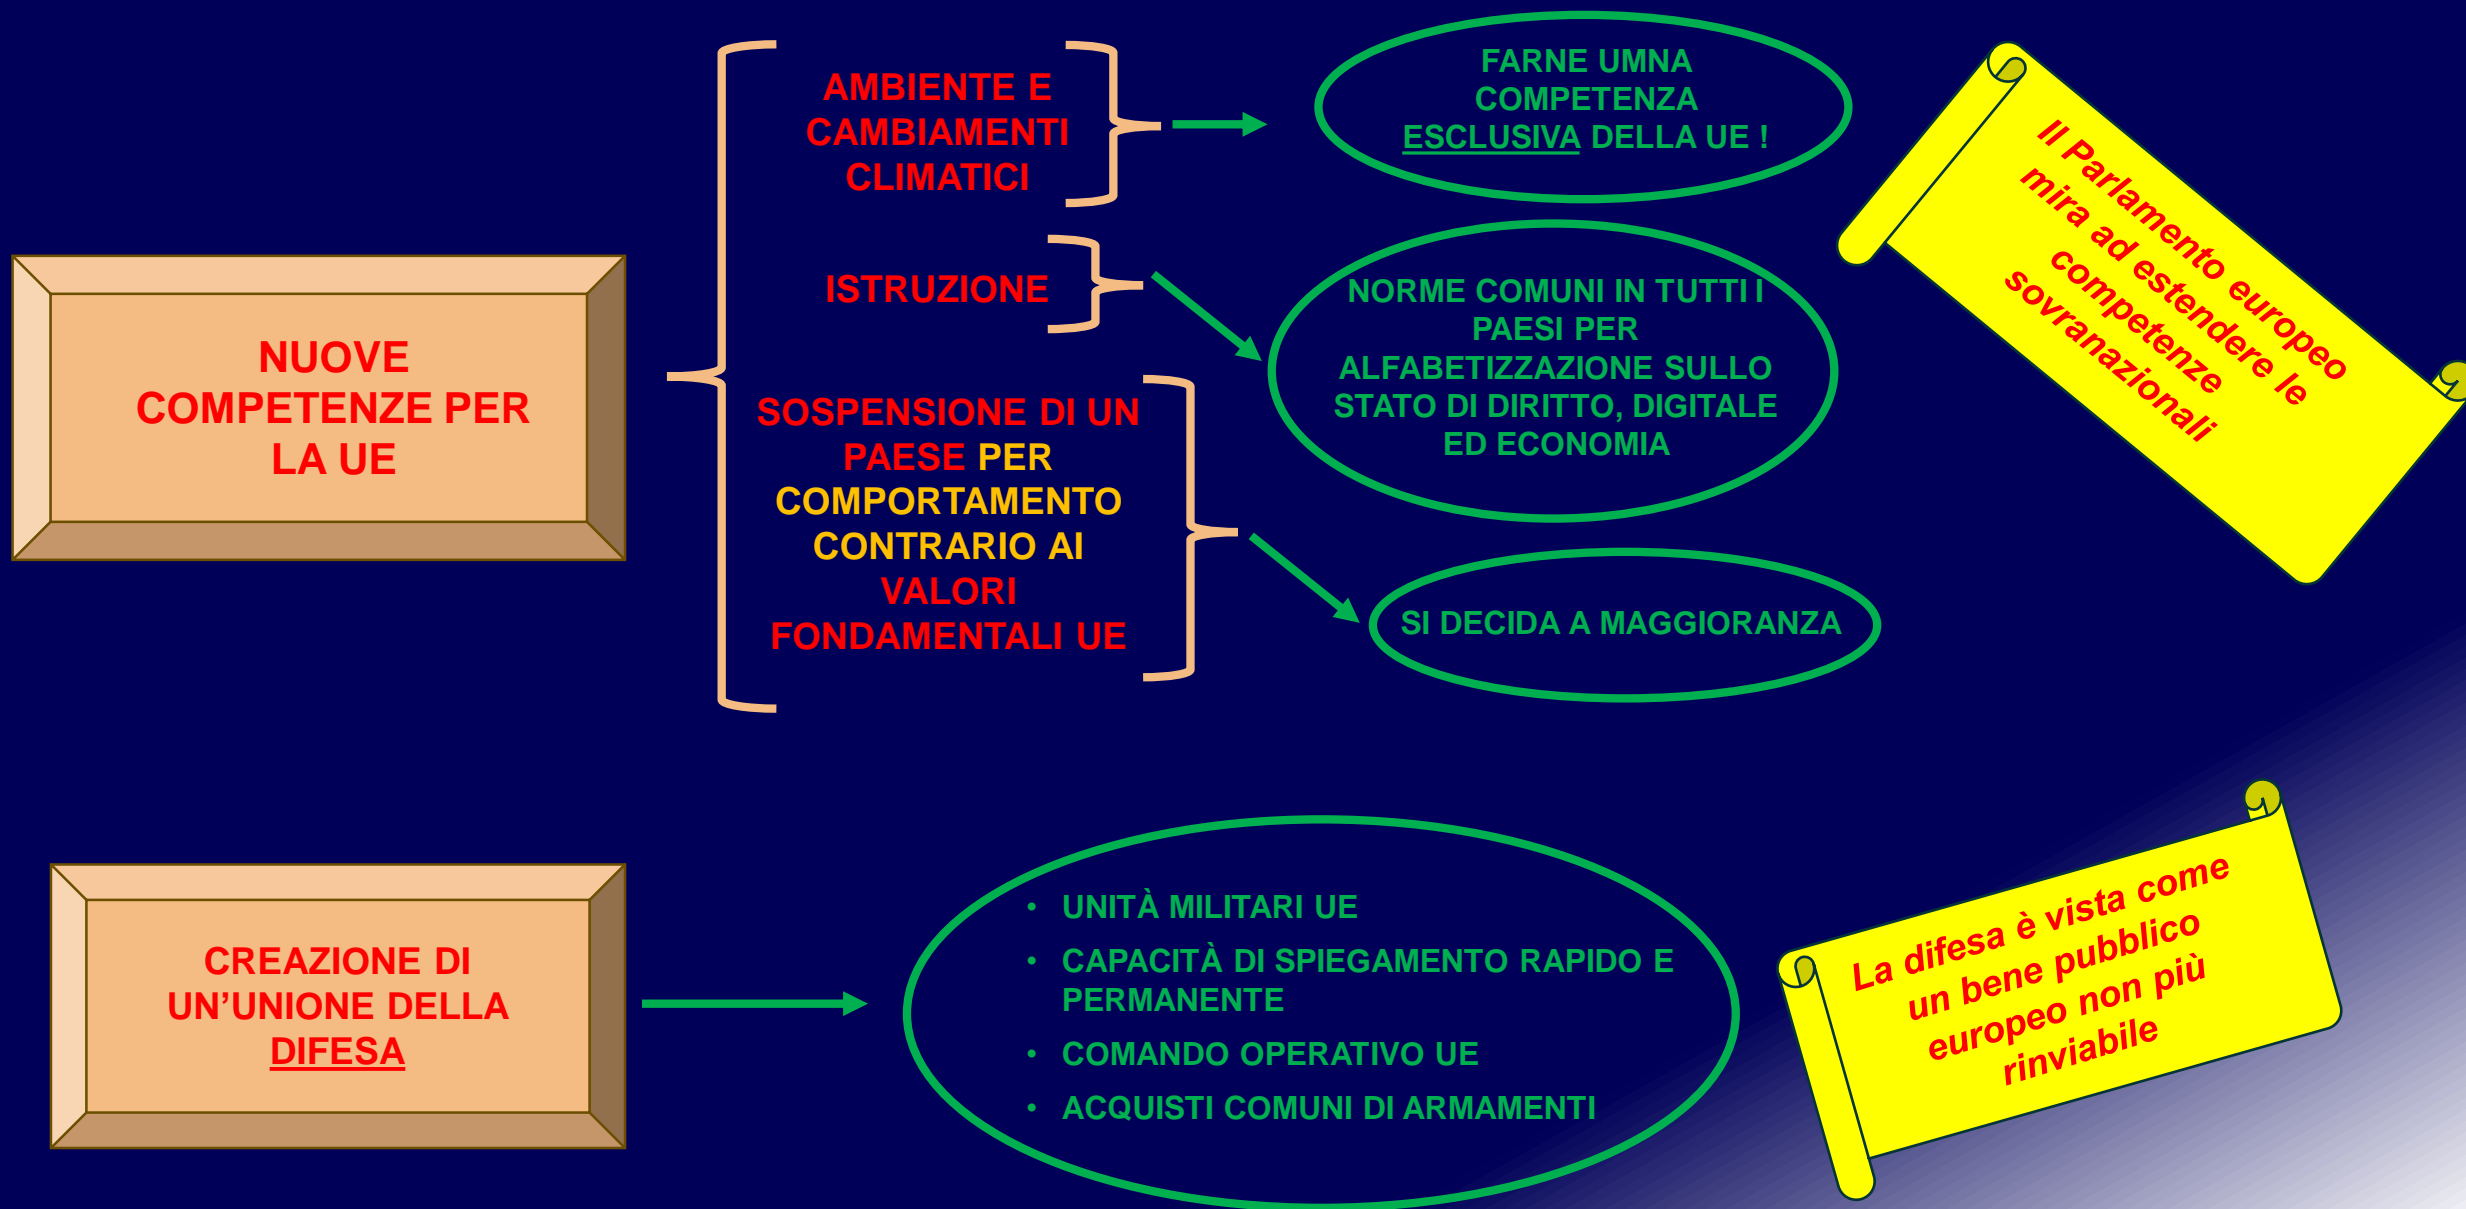 NUOVE
COMPETENZE PER
LA UE
AMBIENTE E
CAMBIAMENTI
CLIMATICI
FARNE UMNA
COMPETENZA
ESCLUSIVA DELLA UE !
ISTRUZIONE
NORME COMUNI IN TUTTI I
PAESI PER
ALFABETIZZAZIONE SULLO
STATO DI DIRITTO, DIGITALE
ED ECONOMIA
SOSPENSIONE DI UN
PAESE PER
COMPORTAMENTO
CONTRARIO AI
VALORI
FONDAMENTALI UE
SI DECIDA A MAGGIORANZA
Il Parlamento europeo
mira ad estendere le
competenze
sovranazionali
CREAZIONE DI
UN’UNIONE DELLA
DIFESA
• UNITÀ MILITARI UE
• CAPACITÀ DI SPIEGAMENTO RAPIDO E
PERMANENTE
• COMANDO OPERATIVO UE
• ACQUISTI COMUNI DI ARMAMENTI
La difesa è vista come
un bene pubblico
europeo non più
rinviabile